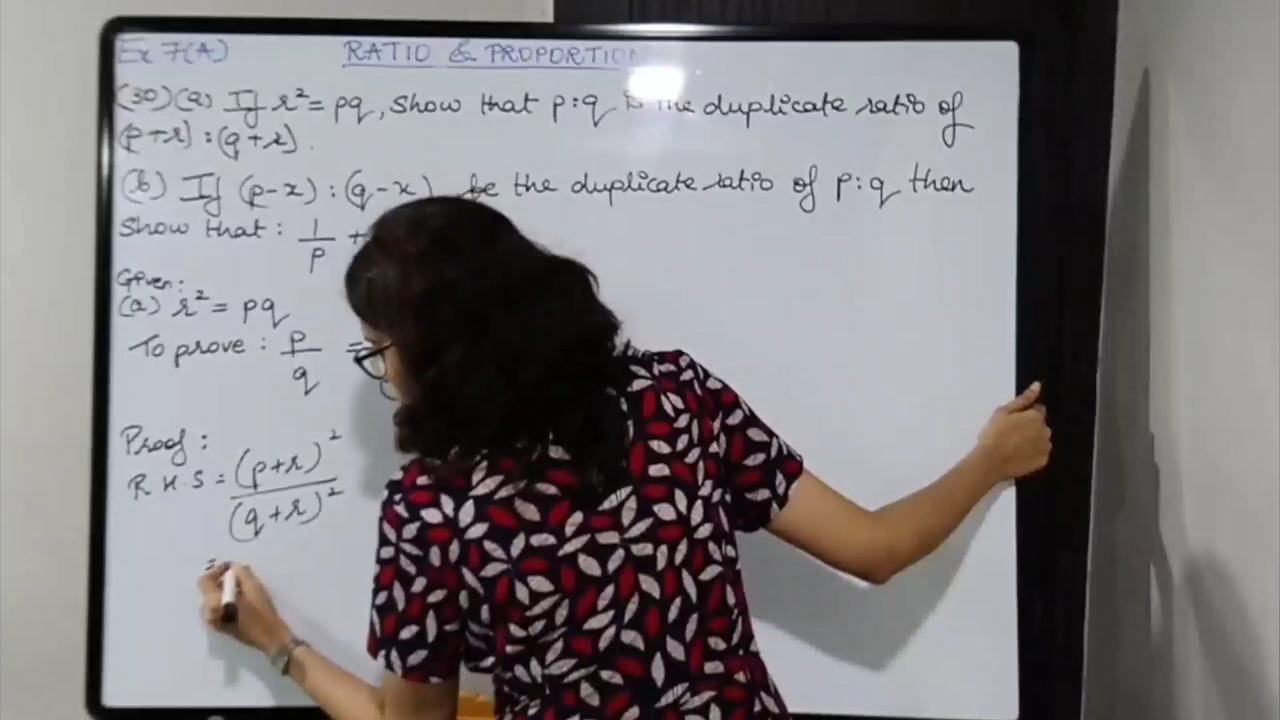 Ex 7(A) RATIO & PROPORTION
(30)(a) If r² = pq, show that p:q is the duplicate ratio of
(p+r):(q+r).
(b) If (p-x):(q-x) be the duplicate ratio of p:q then
Show that: 1/p +
Given:
(a) r² = pq
To prove: p/q =
Proof:
R.H.S = (p+r)²/(q+r)²
=